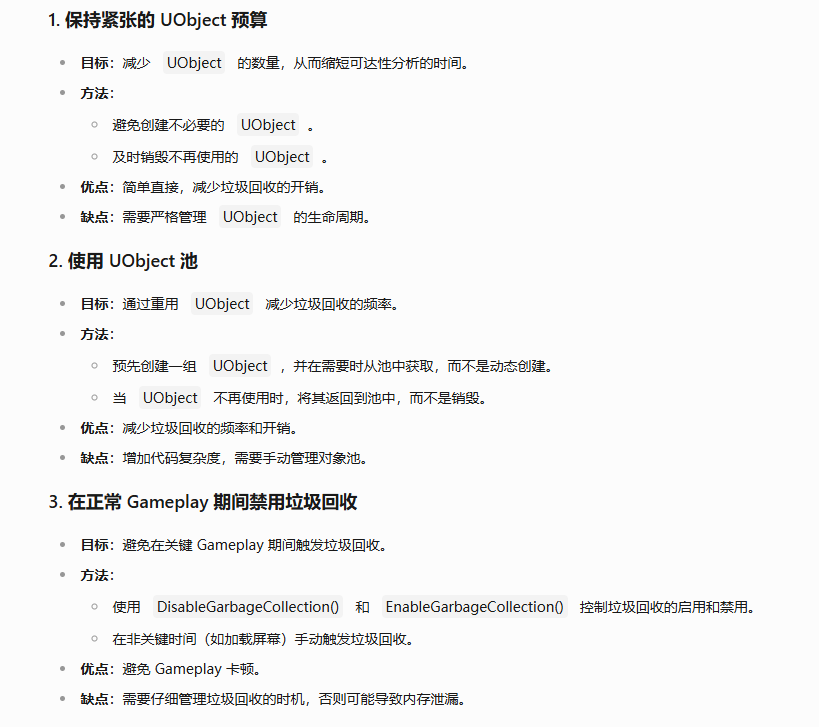 1. 保持紧张的 UObject 预算
目标：减少 UObject 的数量，从而缩短可达性分析的时间。
方法：
避免创建不必要的 UObject 。
及时销毁不再使用的 UObject 。
优点：简单直接，减少垃圾回收的开销。
缺点：需要严格管理 UObject 的生命周期。
2. 使用 UObject 池
目标：通过重用 UObject 减少垃圾回收的频率。
方法：
预先创建一组 UObject ，并在需要时从池中获取，而不是动态创建。
当 UObject 不再使用时，将其返回到池中，而不是销毁。
优点：减少垃圾回收的频率和开销。
缺点：增加代码复杂度，需要手动管理对象池。
3. 在正常 Gameplay 期间禁用垃圾回收
目标：避免在关键 Gameplay 期间触发垃圾回收。
方法：
使用 DisableGarbageCollection() 和 EnableGarbageCollection() 控制垃圾回收的启用和禁用。
在非关键时间（如加载屏幕）手动触发垃圾回收。
优点：避免 Gameplay 卡顿。
缺点：需要仔细管理垃圾回收的时机，否则可能导致内存泄漏。